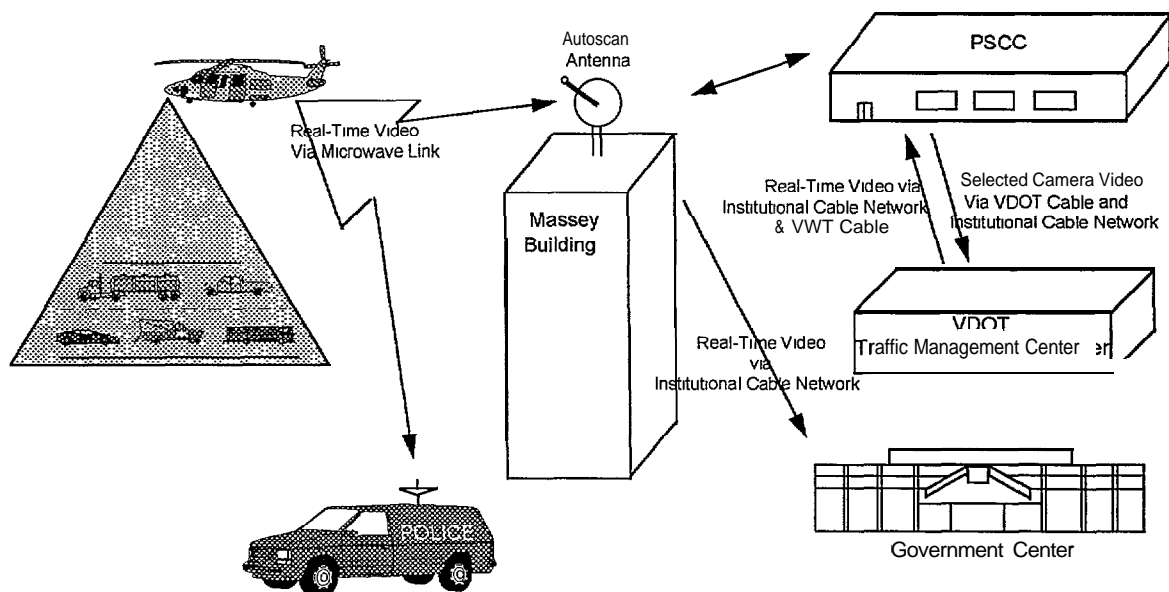 Autoscan
Antenna
PSCC
Real-Time Video
Via Microwave Link
Massey
Building
Real-Time Video via
Institutional Cable Network
& VWT Cable
Selected Camera Video
Via VDOT Cable and
Institutional Cable Network
VDOT
Traffic Management Center er
Real-Time Video
via
Institutional Cable Network
POLICE
Government Center